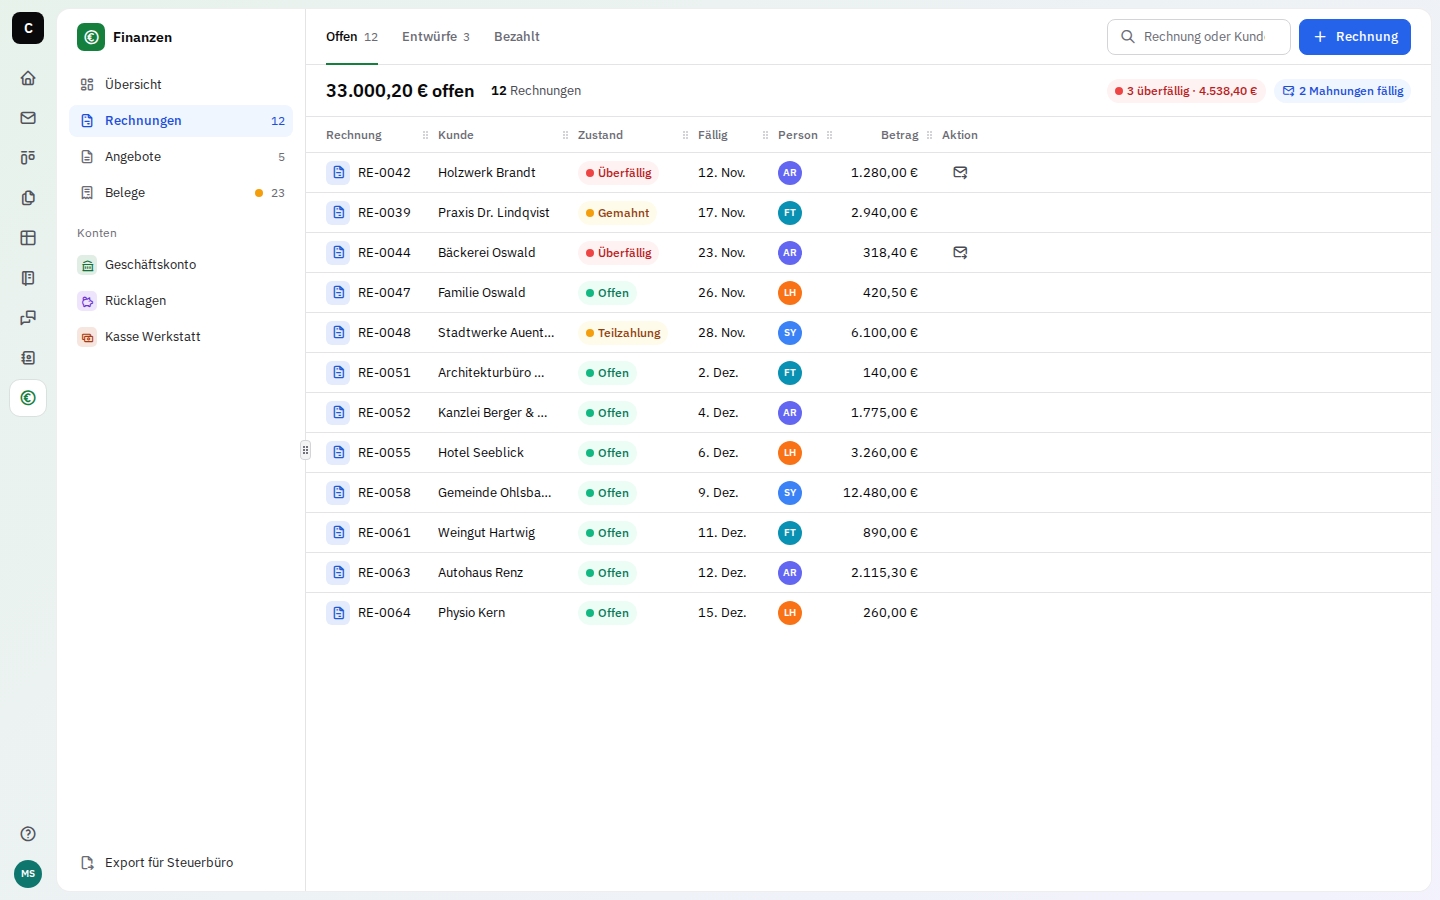 C
Finanzen
Übersicht
Rechnungen 12
Angebote 5
Belege 23
Konten
Geschäftskonto
Rücklagen
Kasse Werkstatt
Export für Steuerbüro
MS
Offen 12 Entwürfe 3 Bezahlt
Rechnung oder Kund
Rechnung
33.000,20 € offen 12 Rechnungen
3 überfällig · 4.538,40 €
2 Mahnungen fällig
Rechnung Kunde Zustand Fällig Person Betrag Aktion
RE-0042 Holzwerk Brandt Überfällig 12. Nov. AR 1.280,00 €
RE-0039 Praxis Dr. Lindqvist Gemahnt 17. Nov. FT 2.940,00 €
RE-0044 Bäckerei Oswald Überfällig 23. Nov. AR 318,40 €
RE-0047 Familie Oswald Offen 26. Nov. LH 420,50 €
RE-0048 Stadtwerke Auent... Teilzahlung 28. Nov. SY 6.100,00 €
RE-0051 Architekturbüro ... Offen 2. Dez. FT 140,00 €
RE-0052 Kanzlei Berger & ... Offen 4. Dez. AR 1.775,00 €
RE-0055 Hotel Seeblick Offen 6. Dez. LH 3.260,00 €
RE-0058 Gemeinde Ohlsba... Offen 9. Dez. SY 12.480,00 €
RE-0061 Weingut Hartwig Offen 11. Dez. FT 890,00 €
RE-0063 Autohaus Renz Offen 12. Dez. AR 2.115,30 €
RE-0064 Physio Kern Offen 15. Dez. LH 260,00 €